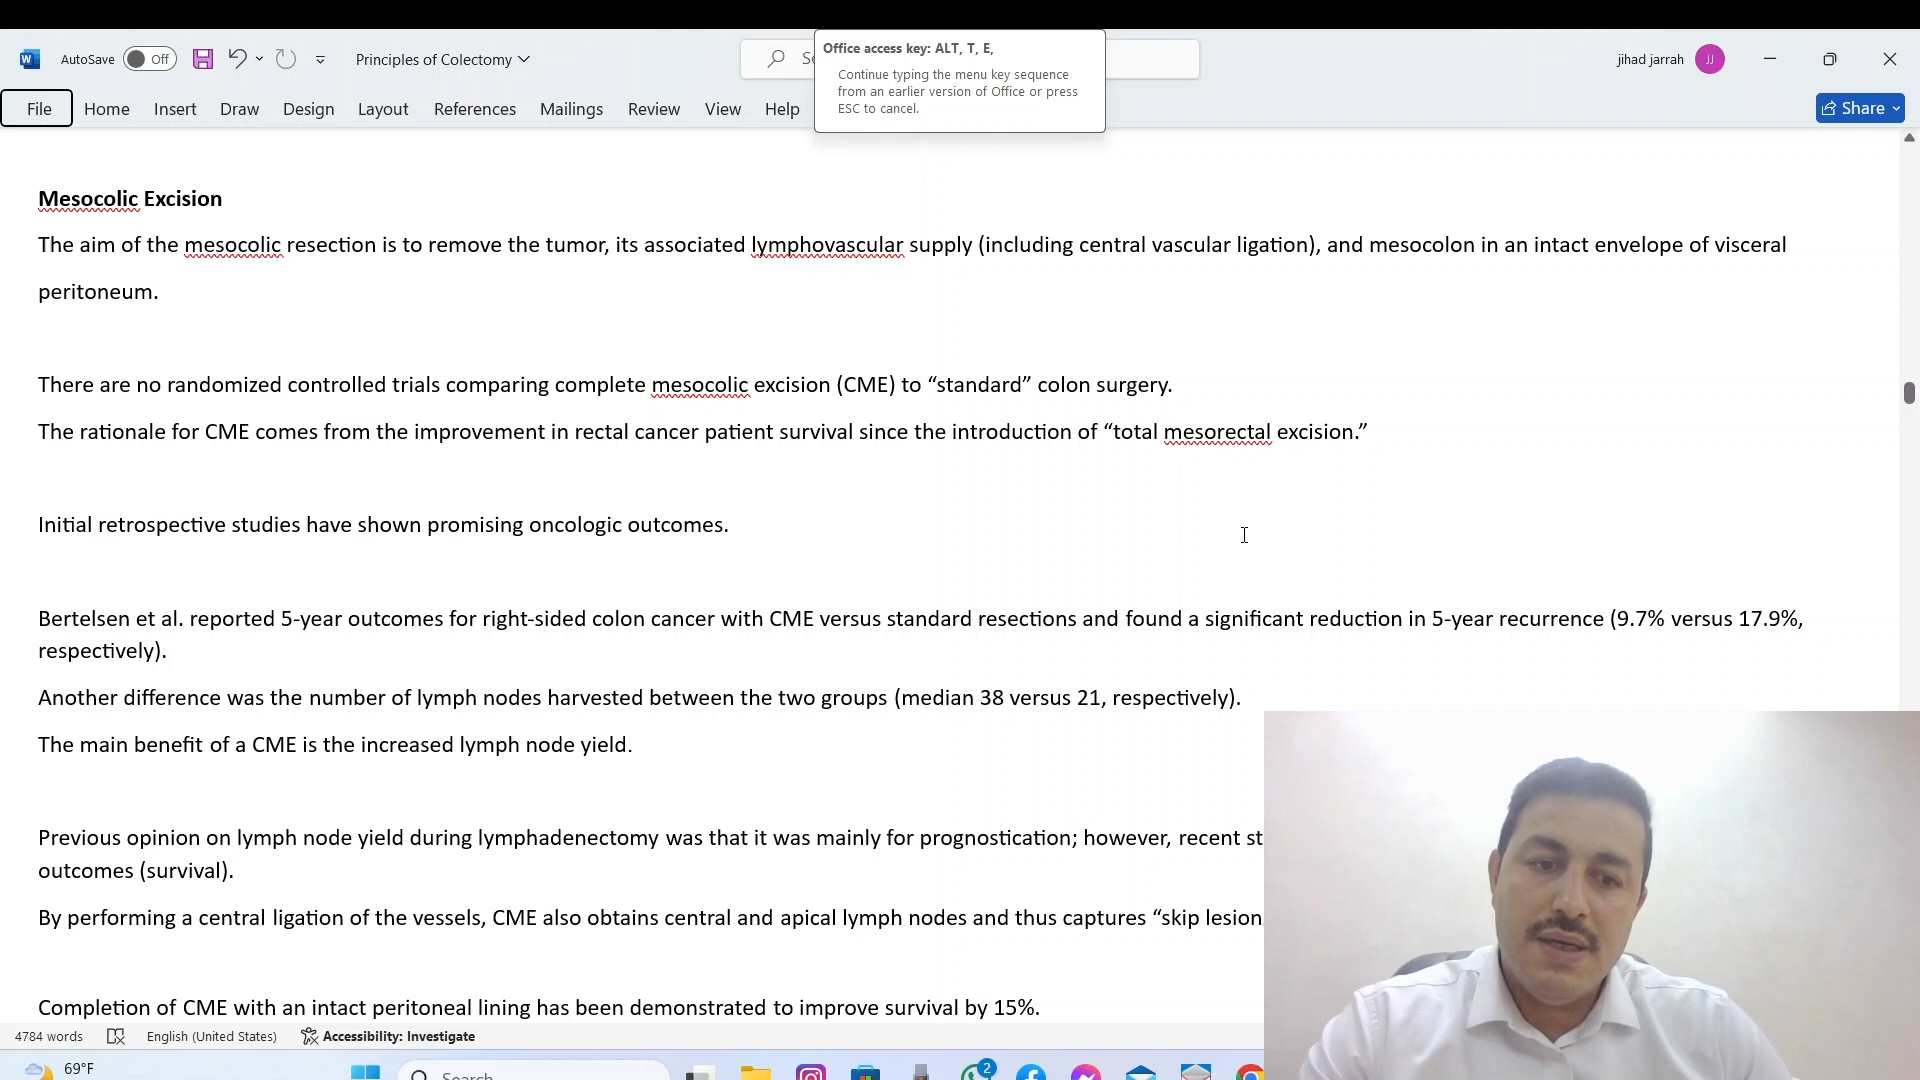 AutoSave Off Principles of Colectomy jihad jarrah JJ
Office access key: ALT, T, E,
Continue typing the menu key sequence
from an earlier version of Office or press
ESC to cancel.
File Home Insert Draw Design Layout References Mailings Review View Help Share
Mesocolic Excision
The aim of the mesocolic resection is to remove the tumor, its associated lymphovascular supply (including central vascular ligation), and mesocolon in an intact envelope of visceral
peritoneum.
There are no randomized controlled trials comparing complete mesocolic excision (CME) to “standard” colon surgery.
The rationale for CME comes from the improvement in rectal cancer patient survival since the introduction of “total mesorectal excision.”
Initial retrospective studies have shown promising oncologic outcomes.
Bertelsen et al. reported 5-year outcomes for right-sided colon cancer with CME versus standard resections and found a significant reduction in 5-year recurrence (9.7% versus 17.9%,
respectively).
Another difference was the number of lymph nodes harvested between the two groups (median 38 versus 21, respectively).
The main benefit of a CME is the increased lymph node yield.
Previous opinion on lymph node yield during lymphadenectomy was that it was mainly for prognostication; however, recent
outcomes (survival).
By performing a central ligation of the vessels, CME also obtains central and apical lymph nodes and thus captures “skip lesion
Completion of CME with an intact peritoneal lining has been demonstrated to improve survival by 15%.
4784 words English (United States) Accessibility: Investigate
69°F Search 2